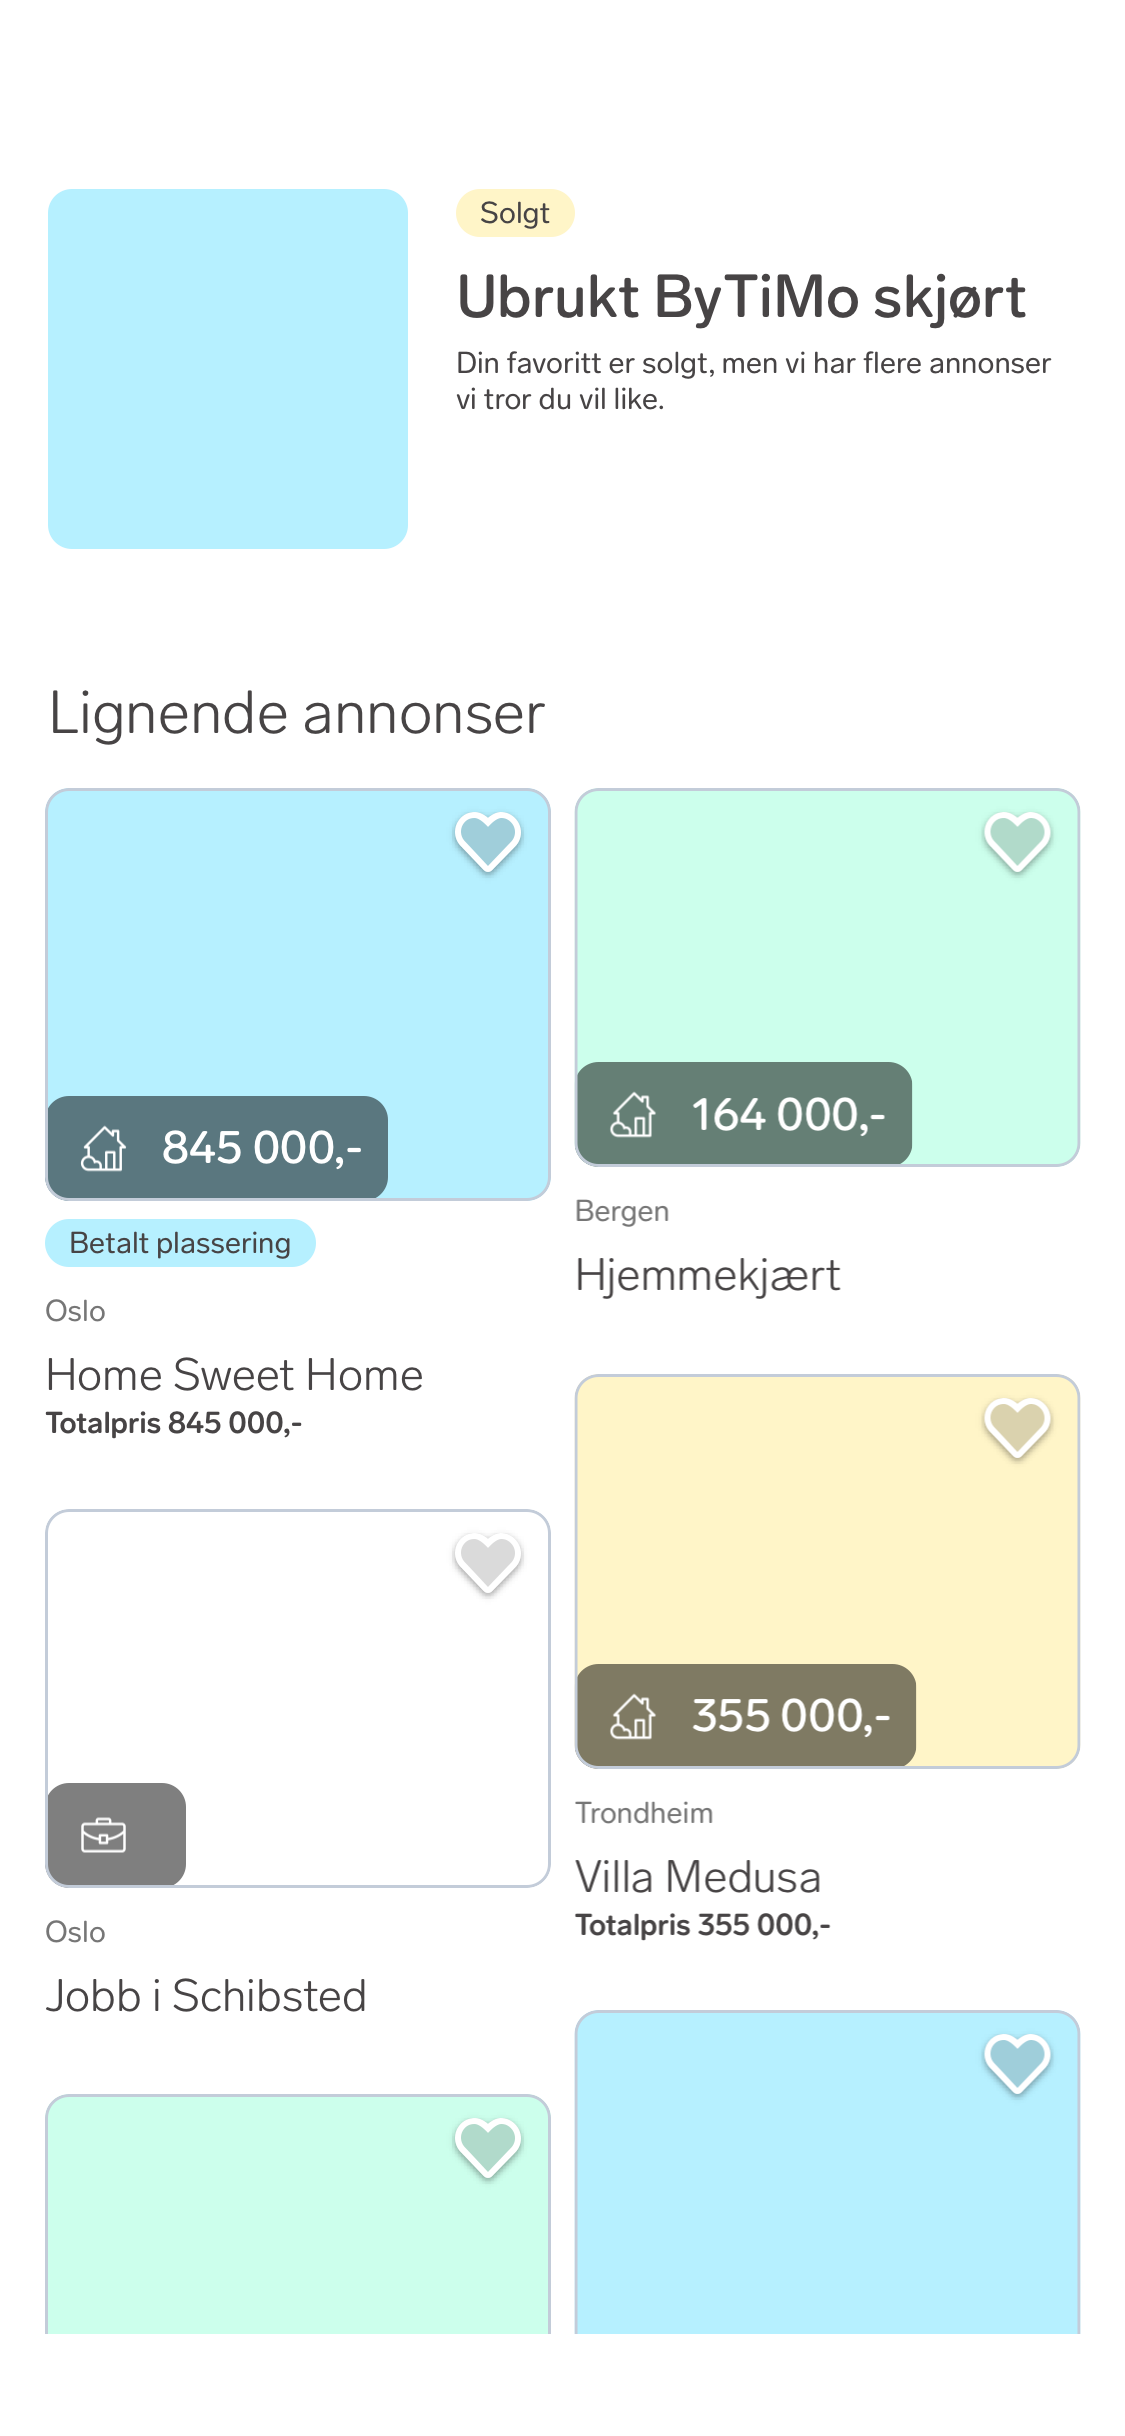 Solgt
Ubrukt ByTiMo skjørt
Din favoritt er solgt, men vi har flere annonser
vi tror du vil like.
Lignende annonser
845 000,-
Betalt plassering
Oslo
Home Sweet Home
Totalpris 845 000,-
164 000,-
Bergen
Hjemmekjært
355 000,-
Trondheim
Villa Medusa
Totalpris 355 000,-
Oslo
Jobb i Schibsted